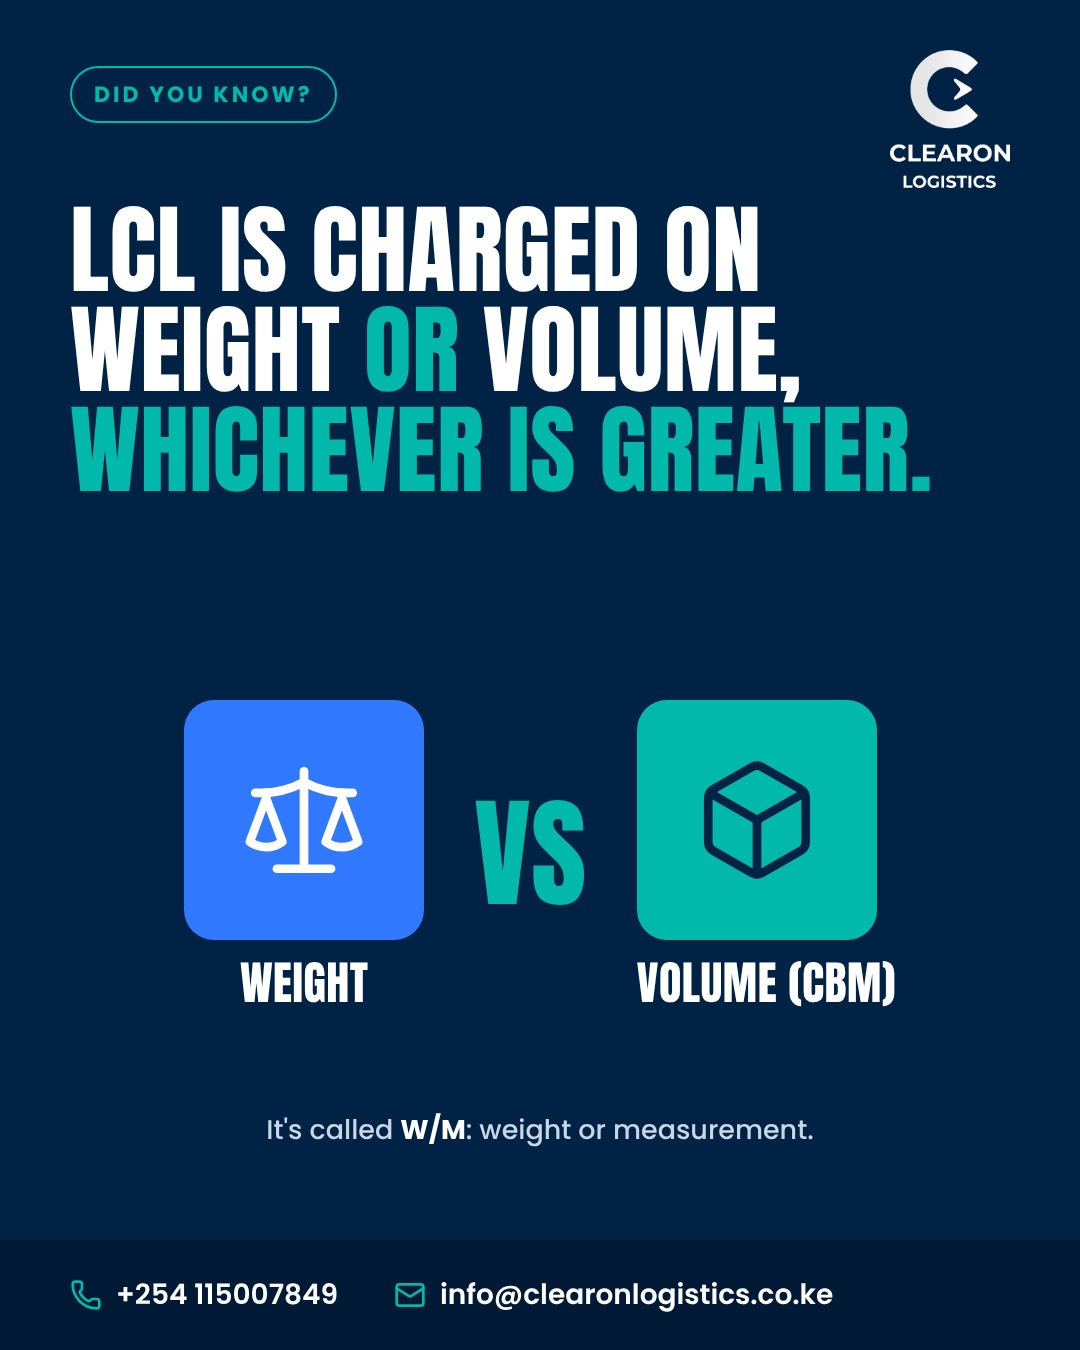 DID YOU KNOW?
CLEARON
LOGISTICS
LCL IS CHARGED ON
WEIGHT OR VOLUME,
WHICHEVER IS GREATER.
VS
WEIGHT
VOLUME (CBM)
It's called W/M: weight or measurement.
+254 115007849
info@clearonlogistics.co.ke